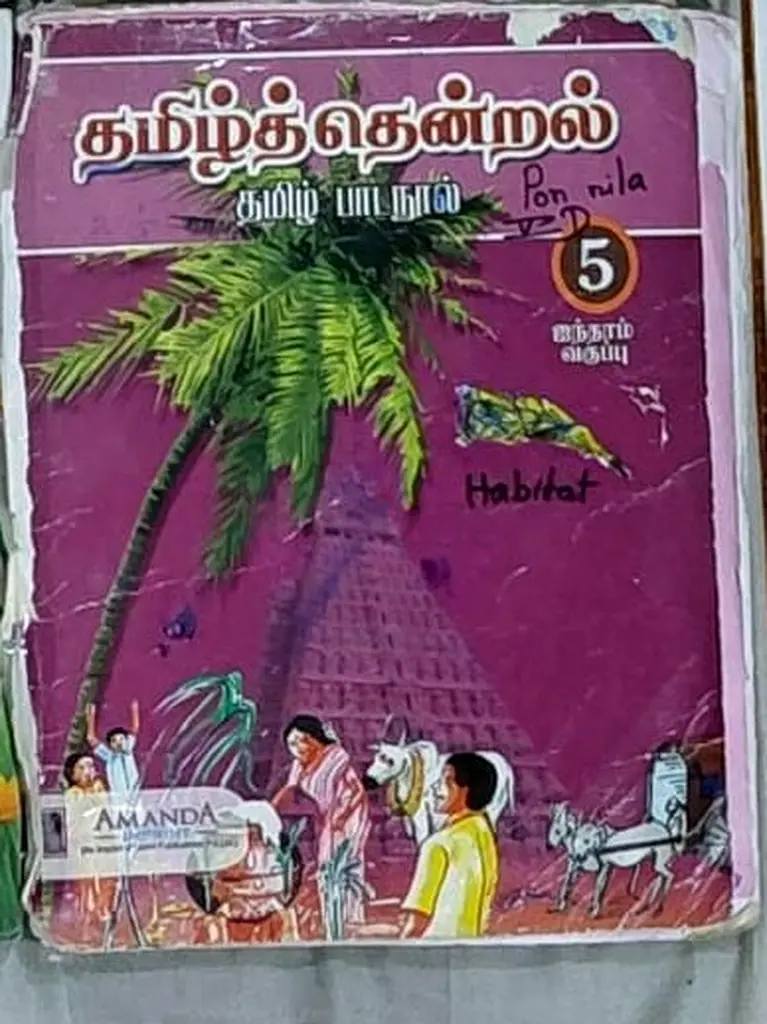 தமிழ்த்தென்றல்
தமிழ் பாடநூல்
Pon nila
V D
5
ஐந்தாம்
வகுப்பு
Habitat
AMANDA